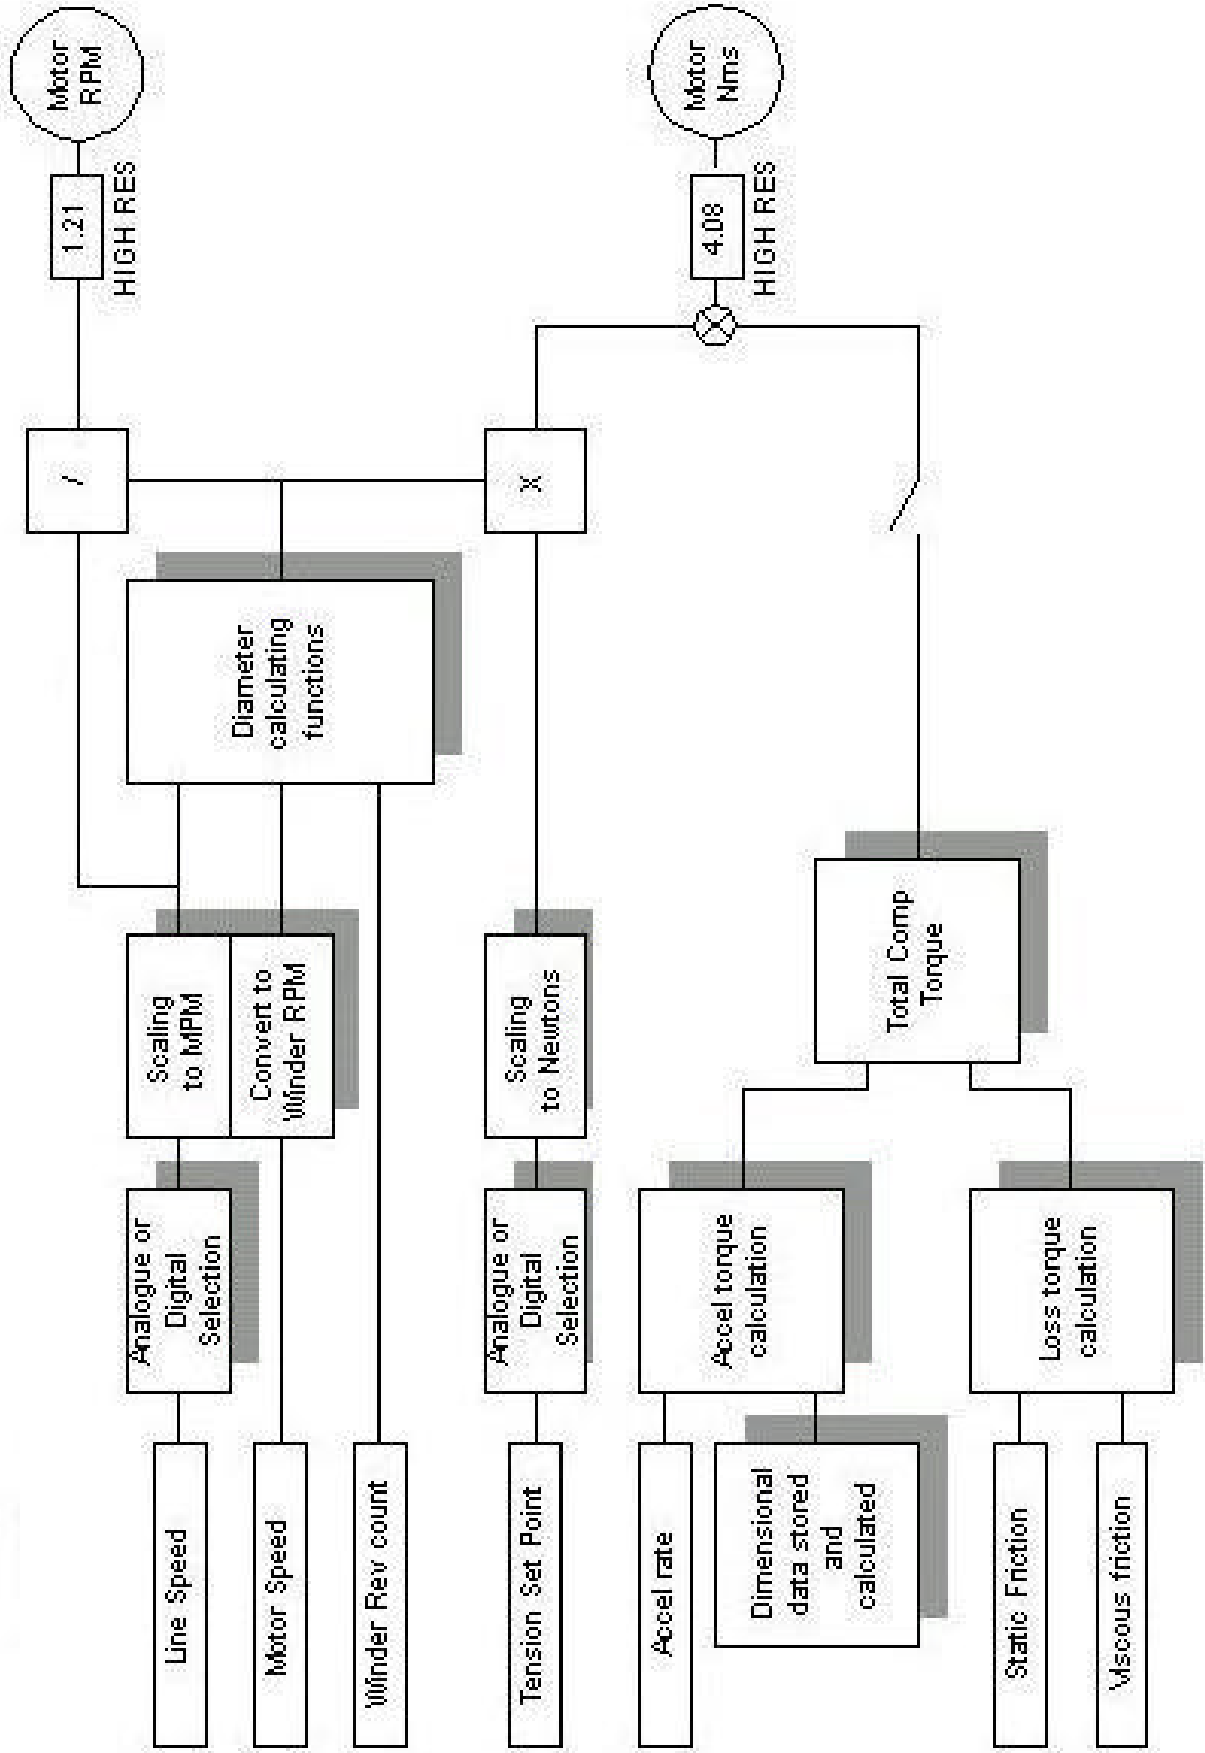 Line Speed
Analogue or
Digital
Selection
Scaling
to MPM
Motor Speed
Convert to
Winder RPM
Winder Rev count
Diameter
calculating
functions
/
1.21
HIGH RES
Motor
RPM
Tension Set Point
Analogue or
Digital
Selection
Scaling
to Newtons
X
4.08
HIGH RES
Motor
Nms
Accel rate
Dimensional
data stored
and
calculated
Accel torque
calculation
Total Comp
Torque
Static Friction
Viscous friction
Loss torque
calculation